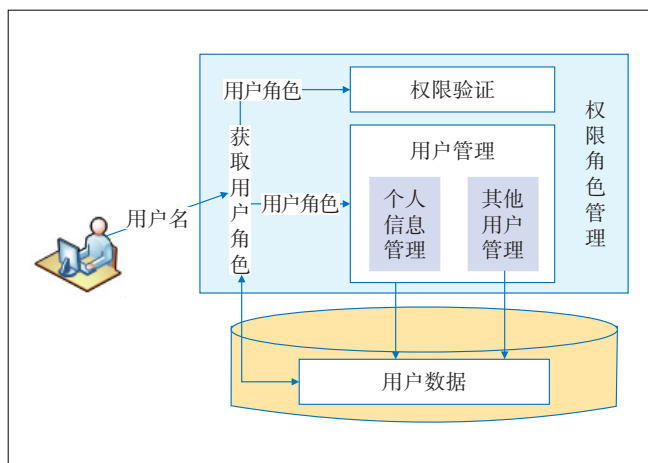 用户角色
权限验证
权限角色管理
获取用户角色
用户管理
用户名
用户角色
个人
信息
管理
其他
用户
管理
用户数据